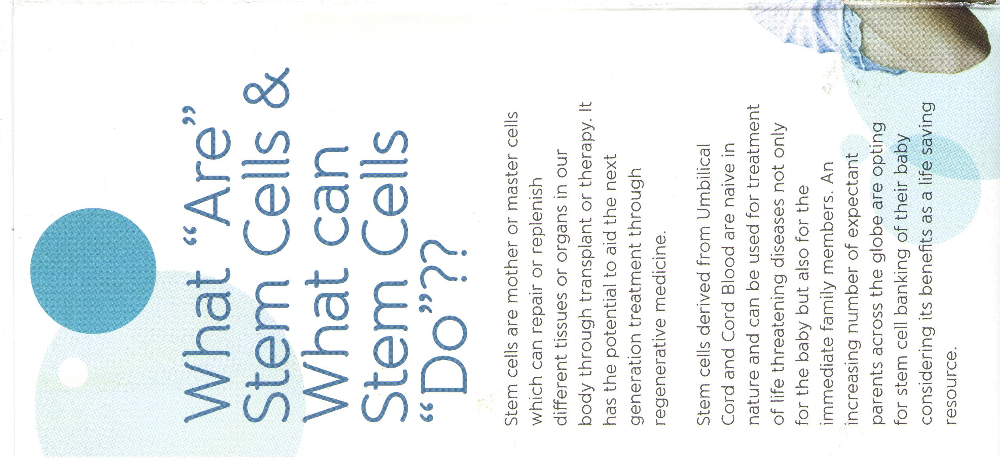 What “Are”
Stem Cells &
What can
Stem Cells
“Do”??
Stem cells are mother or master cells
which can repair or replenish
different tissues or organs in our
body through transplant or therapy. It
has the potential to aid the next
generation treatment through
regenerative medicine.
Stem cells derived from Umbilical
Cord and Cord Blood are naive in
nature and can be used for treatment
of life threatening diseases not only
for the baby but also for the
immediate family members. An
increasing number of expectant
parents across the globe are opting
for stem cell banking of their baby
considering its benefits as a life saving
resource.